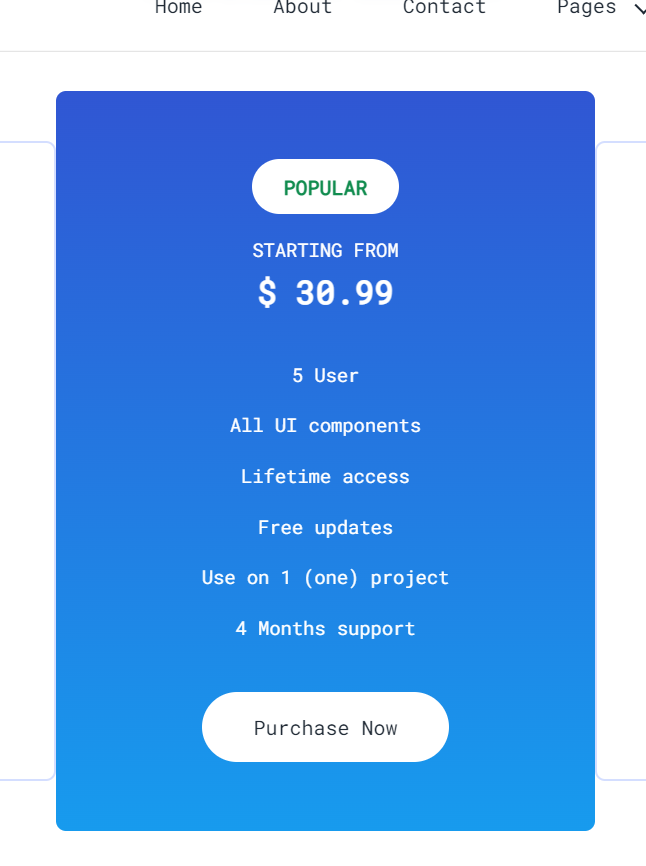 Home About Contact Pages
POPULAR
STARTING FROM
$ 30.99
5 User
All UI components
Lifetime access
Free updates
Use on 1 (one) project
4 Months support
Purchase Now